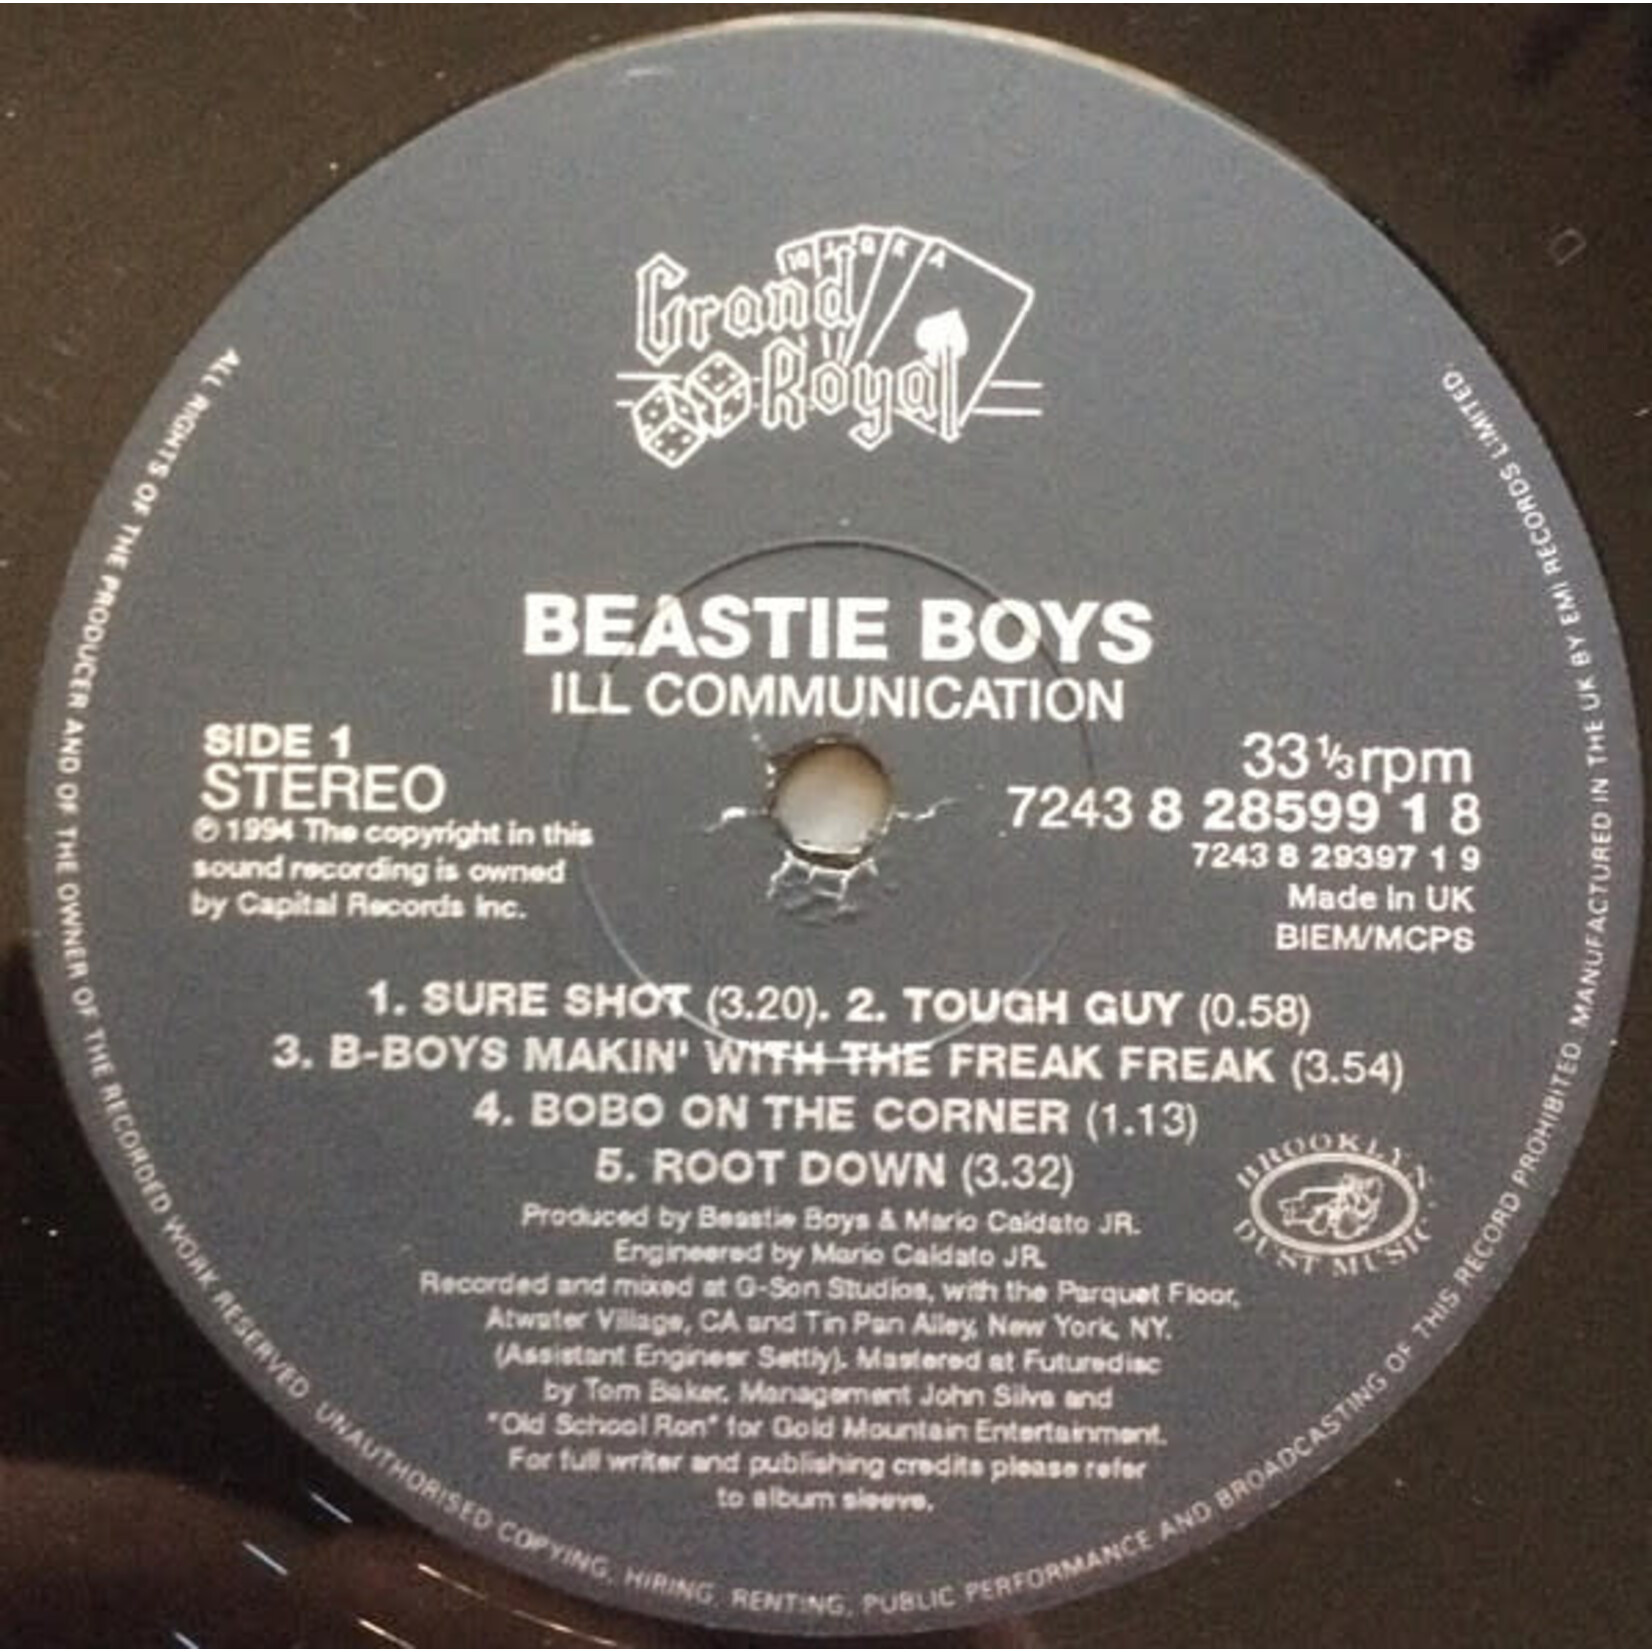 10 J Q K A
Grand
Royal
BEASTIE BOYS
ILL COMMUNICATION
SIDE 1
STEREO
℗ 1994 The copyright in this
sound recording is owned
by Capital Records Inc.
33⅓rpm
7243 8 28599 1 8
7243 8 29397 1 9
Made in UK
BIEM/MCPS
1. SURE SHOT (3.20). 2. TOUGH GUY (0.58)
3. B-BOYS MAKIN' WITH THE FREAK FREAK (3.54)
4. BOBO ON THE CORNER (1.13)
5. ROOT DOWN (3.32)
Produced by Beastie Boys & Mario Caldato JR.
Engineered by Mario Caldato JR.
Recorded and mixed at G-Son Studios, with the Parquet Floor,
Atwater Village, CA and Tin Pan Alley, New York, NY.
(Assistant Engineer Settly). Mastered at Futuredisc
by Tom Baker. Management John Silva and
"Old School Ron" for Gold Mountain Entertainment.
For full writer and publishing credits please refer
to album sleeve.
BROOKLYN
DUST MUSIC
ALL RIGHTS OF THE PRODUCER AND OF THE OWNER OF THE RECORDED WORK RESERVED. UNAUTHORISED COPYING, HIRING, RENTING, PUBLIC PERFORMANCE AND BROADCASTING OF THIS RECORD PROHIBITED. MANUFACTURED IN THE UK BY EMI RECORDS LIMITED.